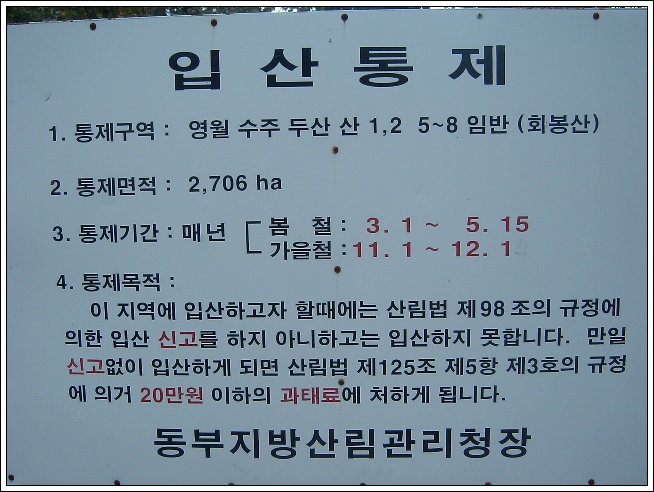 입산통제
1. 통제구역 : 영월 수주 두산 산 1,2 5~8 임반 (회봉산)
2. 통제면적 : 2,706 ha
3. 통제기간 : 매년
봄 철 : 3. 1 ~ 5. 15
가을철 : 11. 1 ~ 12. 15
4. 통제목적 :
이 지역에 입산하고자 할때에는 산림법 제98조의 규정에
의한 입산 신고를 하지 아니하고는 입산하지 못합니다. 만일
신고없이 입산하게 되면 산림법 제125조 제5항 제3호의 규정
에 의거 20만원 이하의 과태료에 처하게 됩니다.
동부지방산림관리청장